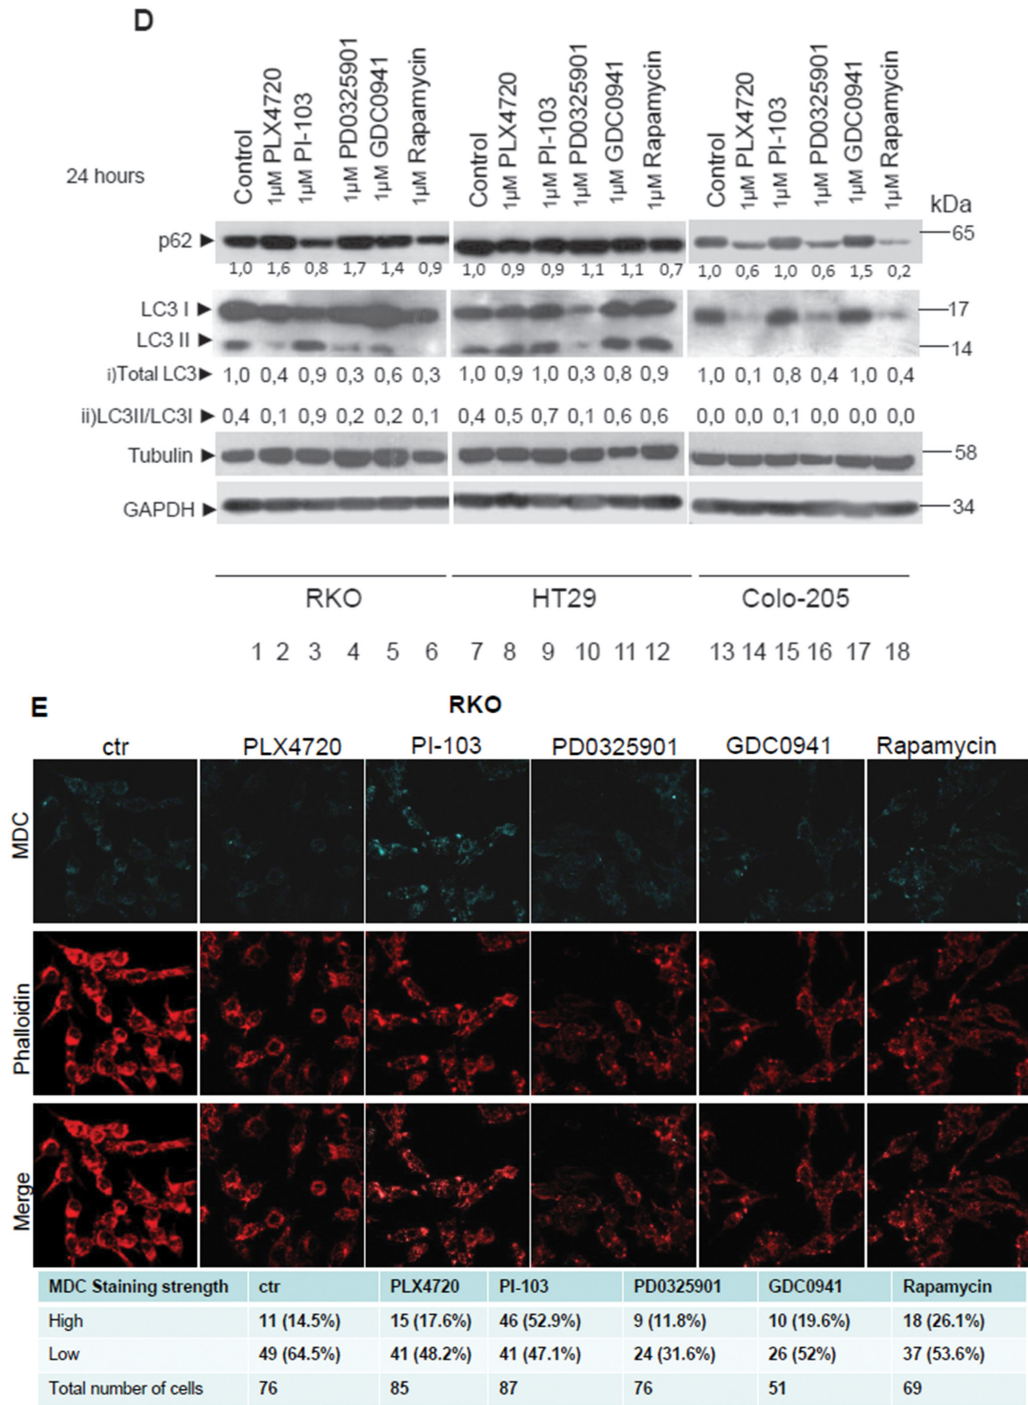 D
24 hours
Control 1μM PLX4720 1μM PI-103 1μM PD0325901 1μM GDC0941 1μM Rapamycin Control 1μM PLX4720 1μM PI-103 1μM PD0325901 1μM GDC0941 1μM Rapamycin Control 1μM PLX4720 1μM PI-103 1μM PD0325901 1μM GDC0941 1μM Rapamycin
kDa
p62 65
1,0 1,6 0,8 1,7 1,4 0,9 1,0 0,9 0,9 1,1 1,1 0,7 1,0 0,6 1,0 0,6 1,5 0,2
LC3 I 17
LC3 II 14
i)Total LC3 1,0 0,4 0,9 0,3 0,6 0,3 1,0 0,9 1,0 0,3 0,8 0,9 1,0 0,1 0,8 0,4 1,0 0,4
ii)LC3II/LC3I 0,4 0,1 0,9 0,2 0,2 0,1 0,4 0,5 0,7 0,1 0,6 0,6 0,0 0,0 0,1 0,0 0,0 0,0
Tubulin 58
GAPDH 34
RKO HT29 Colo-205
1 2 3 4 5 6 7 8 9 10 11 12 13 14 15 16 17 18
E RKO
ctr PLX4720 PI-103 PD0325901 GDC0941 Rapamycin
MDC
Phalloidin
Merge
MDC Staining strength ctr PLX4720 PI-103 PD0325901 GDC0941 Rapamycin
High 11 (14.5%) 15 (17.6%) 46 (52.9%) 9 (11.8%) 10 (19.6%) 18 (26.1%)
Low 49 (64.5%) 41 (48.2%) 41 (47.1%) 24 (31.6%) 26 (52%) 37 (53.6%)
Total number of cells 76 85 87 76 51 69